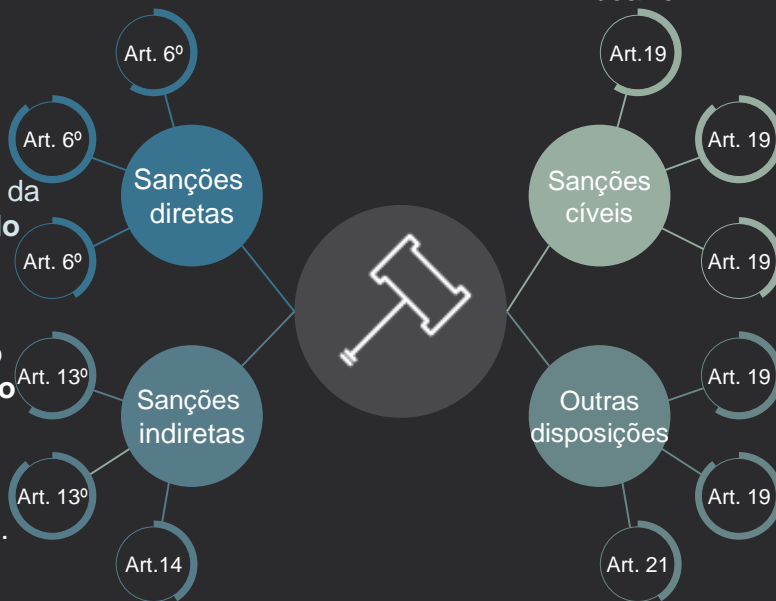 Art. 6º
Art. 6º
da
Art. 6º
Sanções
diretas
Art. 13º
Art. 13º
.
Art.14
Sanções
indiretas
Art.19
Art. 19
Art. 19
Sanções
cíveis
Art. 19
Art. 19
Art. 21
Outras
disposições